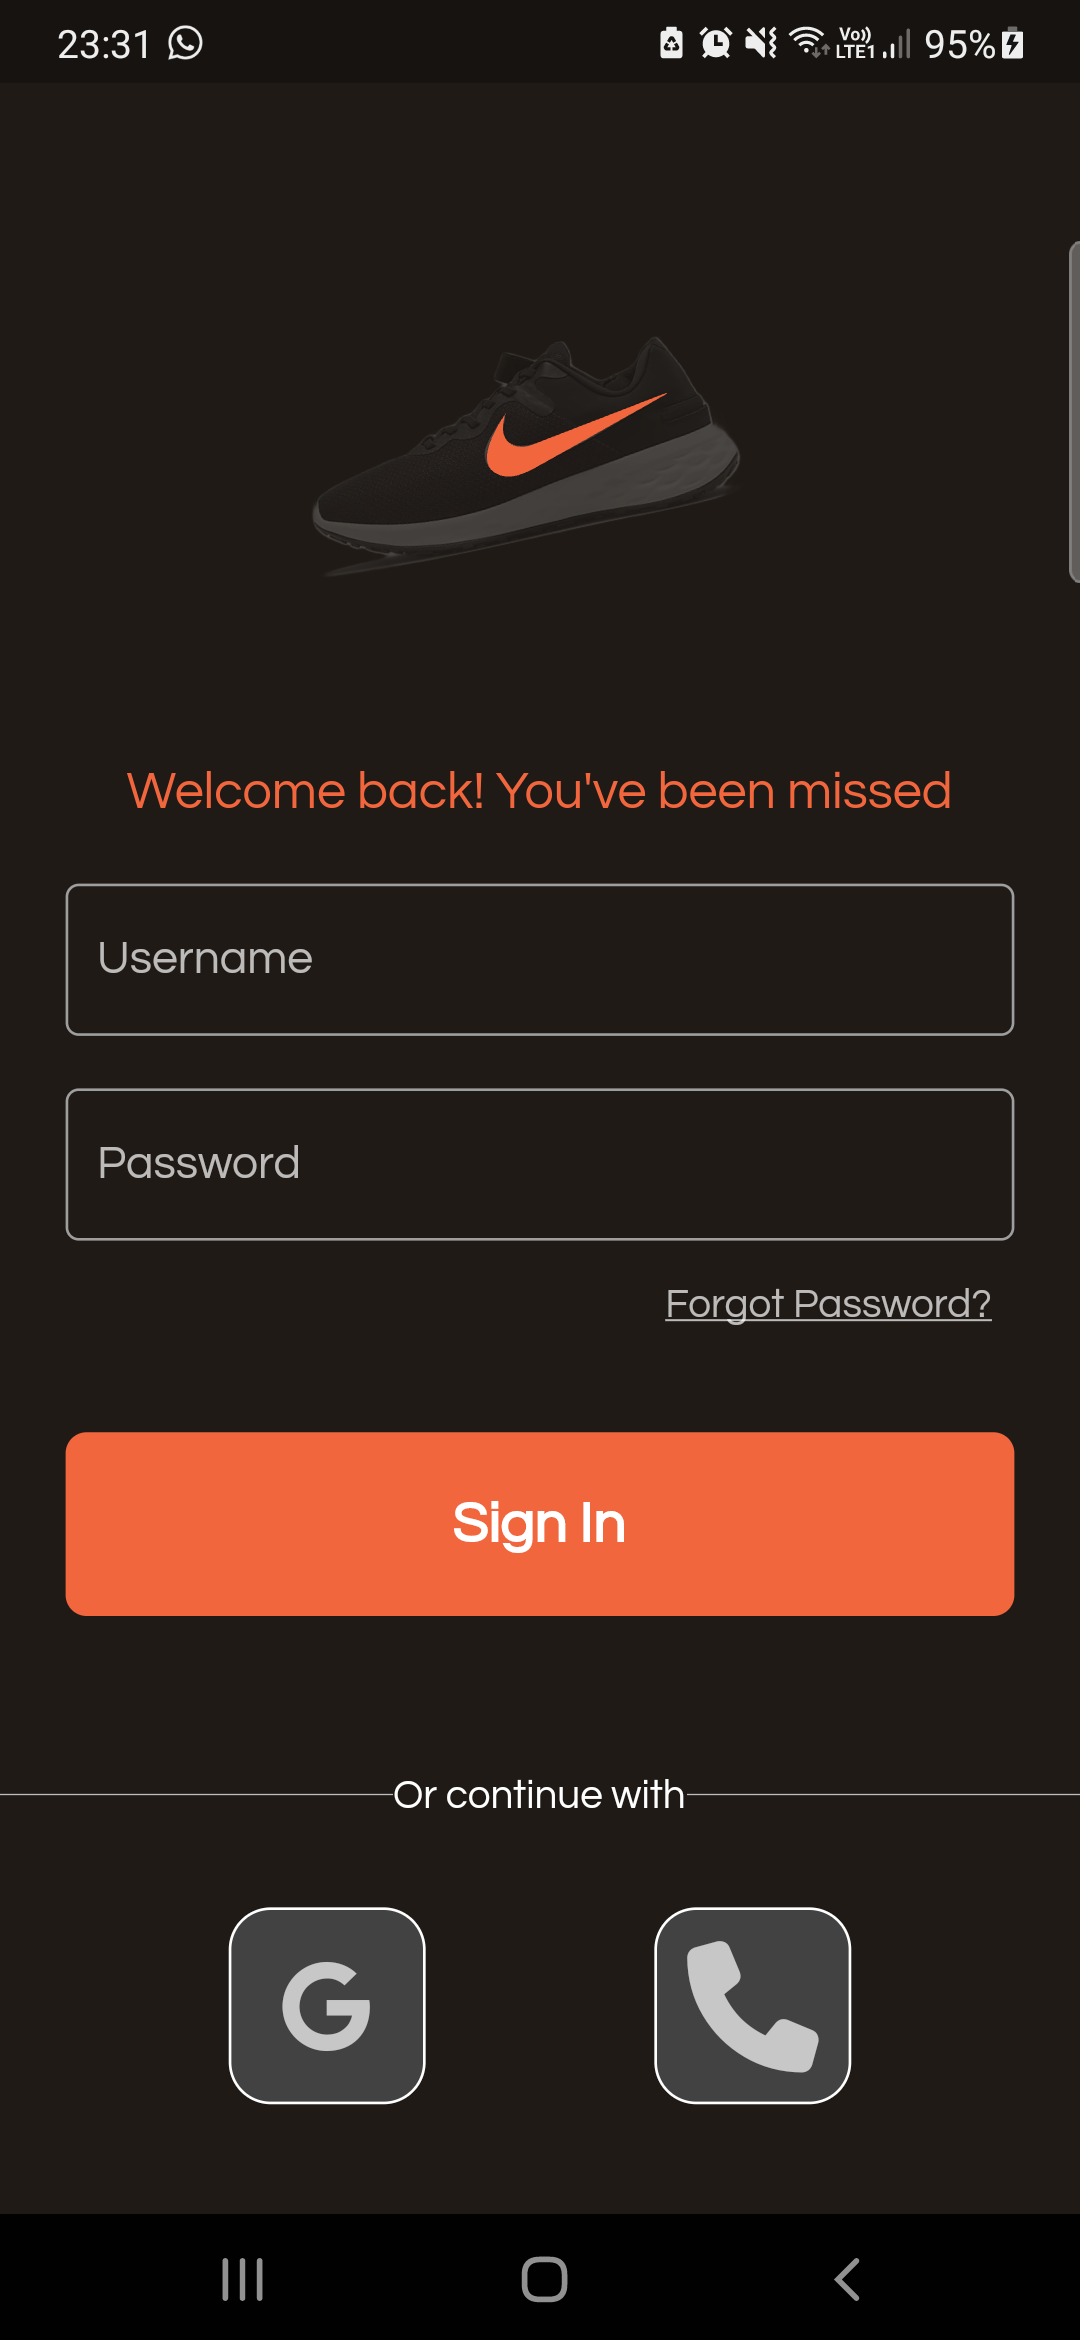 23:31
Vo)) LTE1 95%
Welcome back! You've been missed
Username
Password
Forgot Password?
Sign In
Or continue with
G